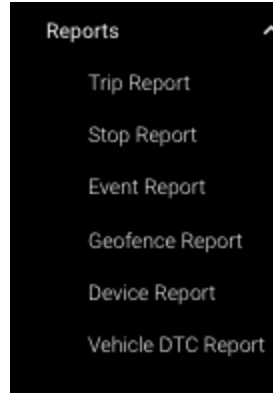 Reports
Trip Report
Stop Report
Event Report
Geofence Report
Device Report
Vehicle DTC Report